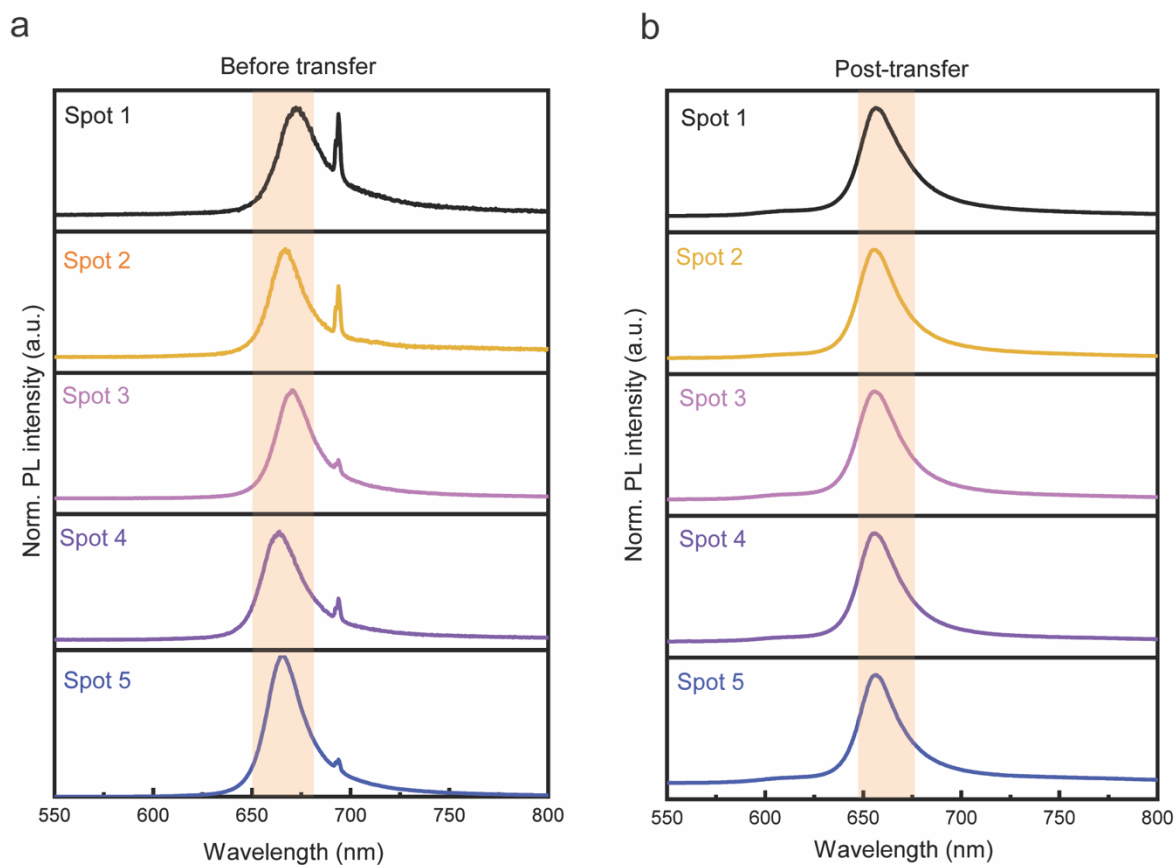 a
Before transfer
Spot 1
Spot 2
Spot 3
Spot 4
Spot 5
Norm. PL intensity (a.u.)
550 600 650 700 750 800
Wavelength (nm)
b
Post-transfer
Spot 1
Spot 2
Spot 3
Spot 4
Spot 5
Norm. PL intensity (a.u.)
550 600 650 700 750 800
Wavelength (nm)